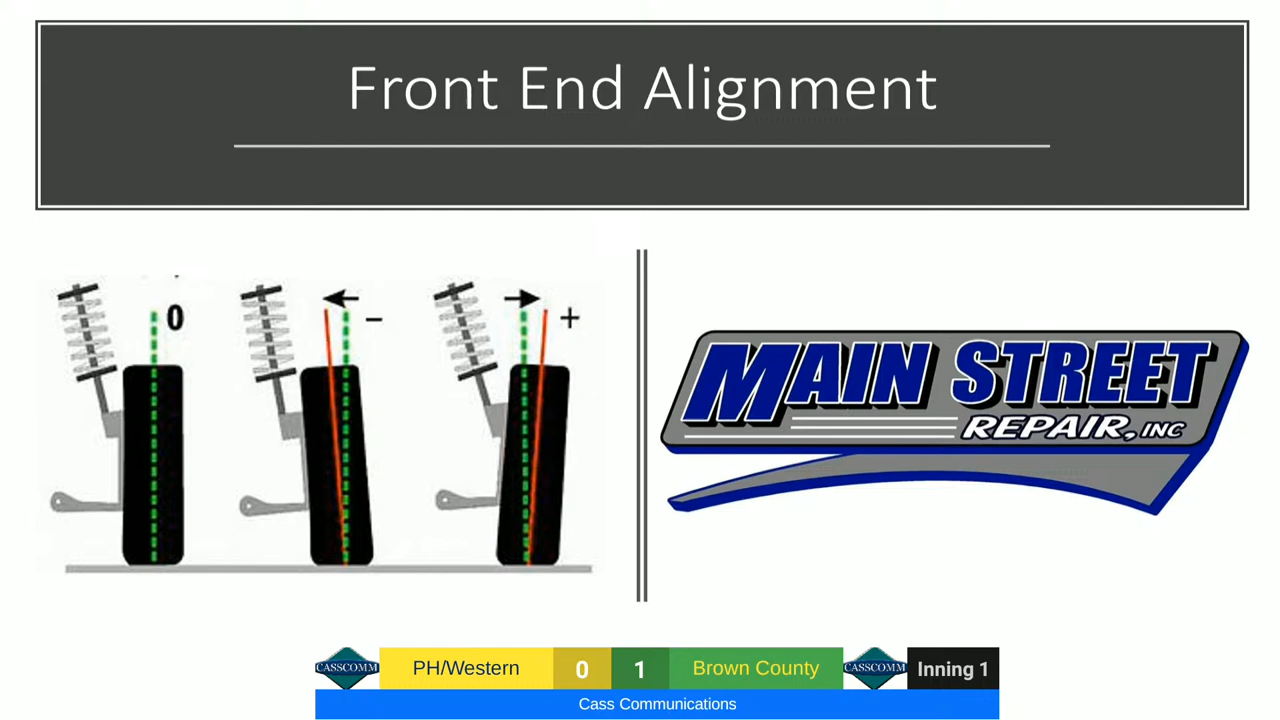 Front End Alignment
0
-
+
MAIN STREET
REPAIR, INC
CASSCOMM PH/Western 0 1 Brown County CASSCOMM Inning 1
Cass Communications